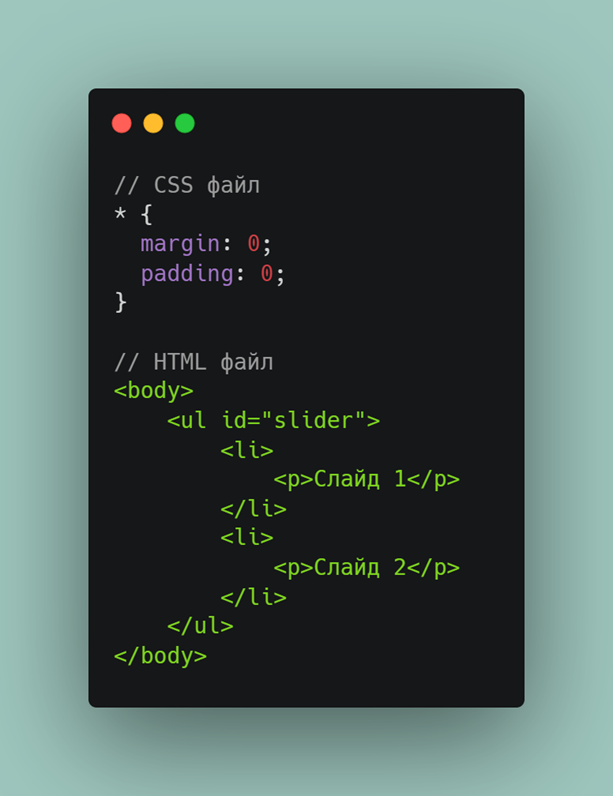 // CSS файл
* {
  margin: 0;
  padding: 0;
}

// HTML файл
<body>
    <ul id="slider">
        <li>
            <p>Слайд 1</p>
        </li>
        <li>
            <p>Слайд 2</p>
        </li>
    </ul>
</body>